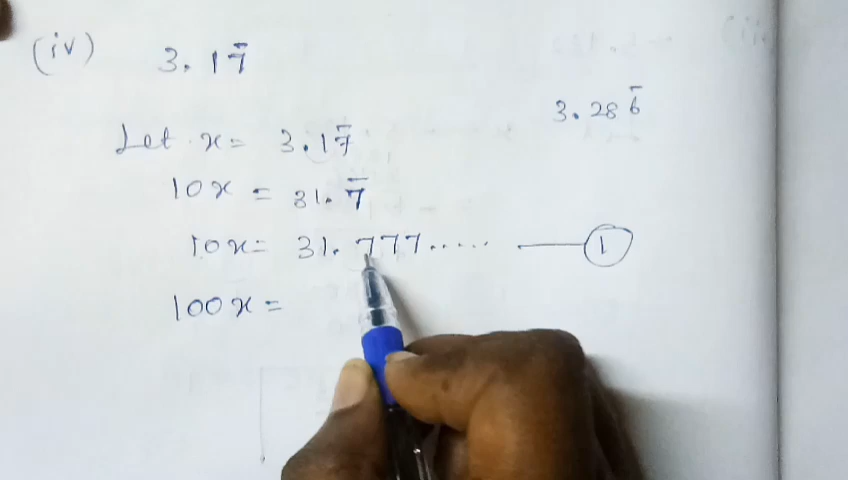 (iv) 3.17̅
3.286̅
Let x = 3.17̅
10x = 31.7̅
10x = 31.777..... —— 1
100x =